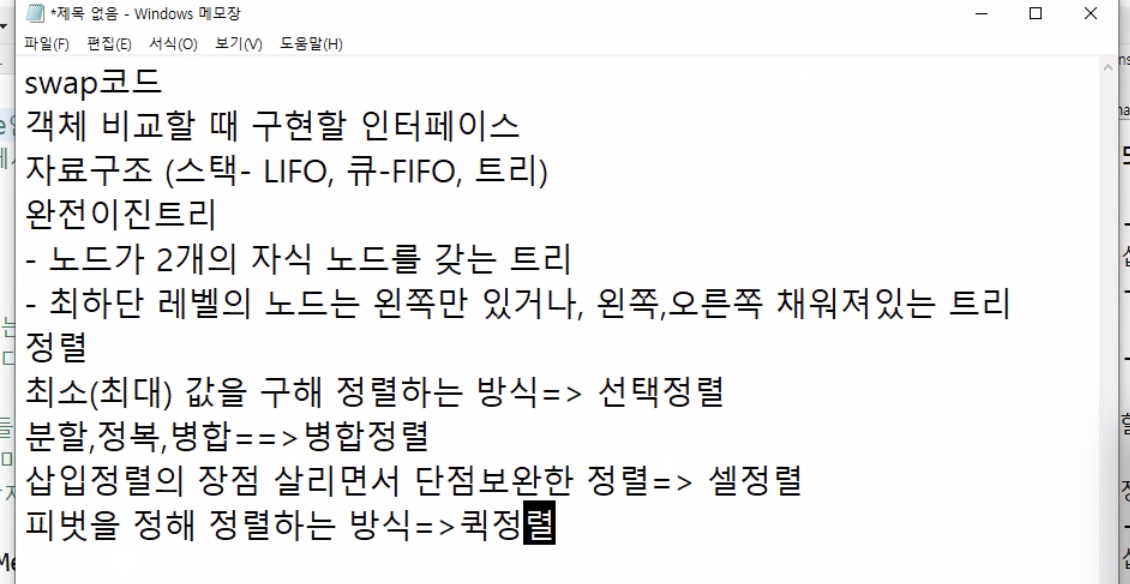 *제목 없음 - Windows 메모장
파일(F) 편집(E) 서식(O) 보기(V) 도움말(H)
swap코드
객체 비교할 때 구현할 인터페이스
자료구조 (스택- LIFO, 큐-FIFO, 트리)
완전이진트리
- 노드가 2개의 자식 노드를 갖는 트리
- 최하단 레벨의 노드는 왼쪽만 있거나, 왼쪽,오른쪽 채워져있는 트리
정렬
최소(최대) 값을 구해 정렬하는 방식=> 선택정렬
분할,정복,병합==>병합정렬
삽입정렬의 장점 살리면서 단점보완한 정렬=> 셸정렬
피벗을 정해 정렬하는 방식=>퀵정렬